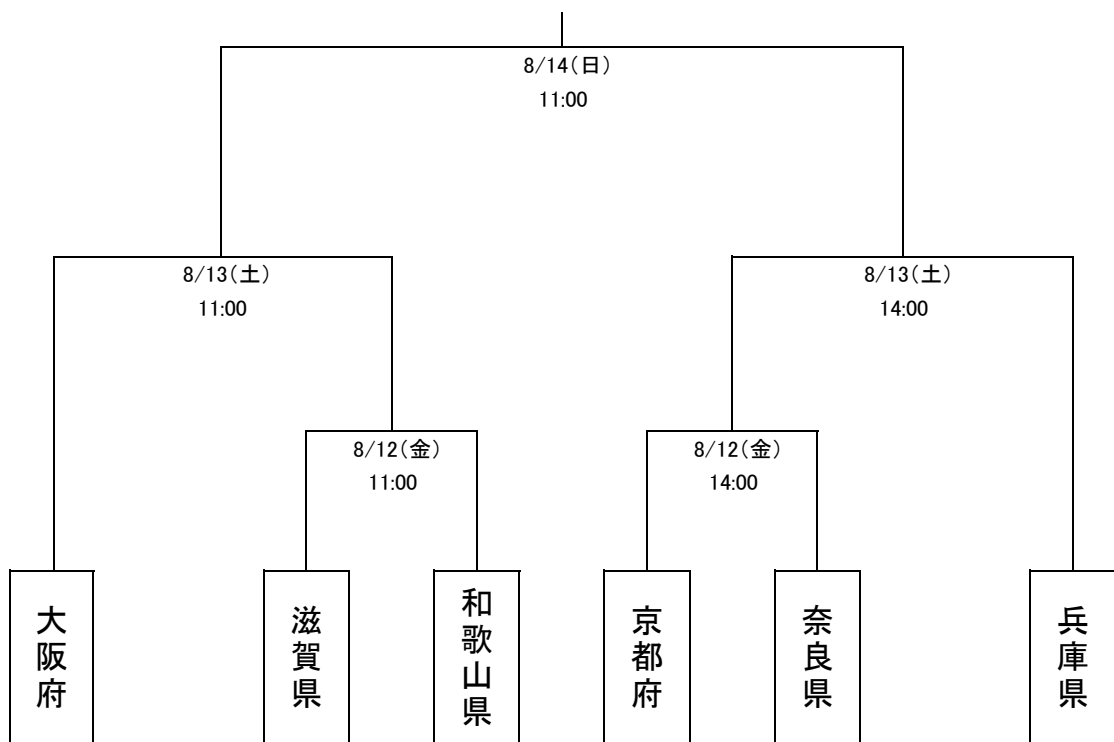 8/14(日)
11:00
8/13(土)
11:00
8/13(土)
14:00
8/12(金)
11:00
8/12(金)
14:00
大阪府
滋賀県
和歌山県
京都府
奈良県
兵庫県